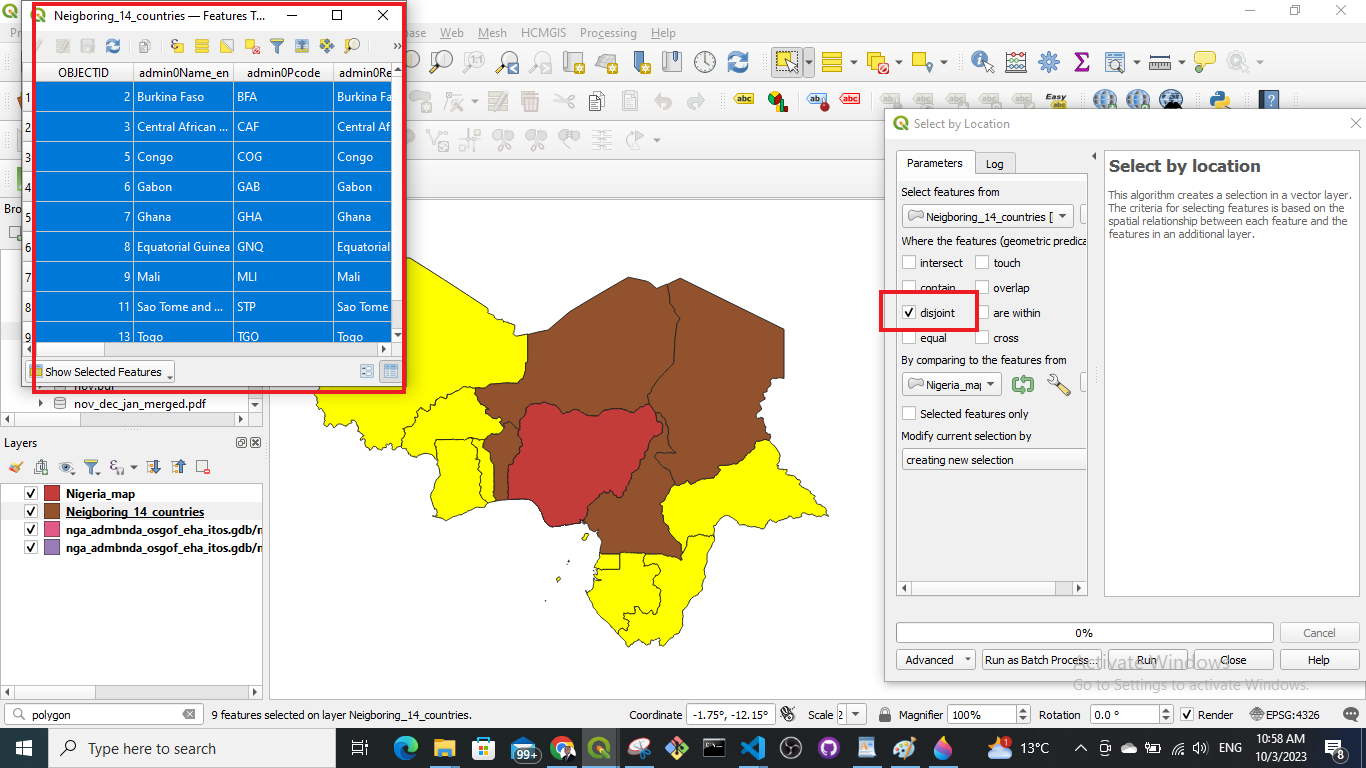 Neigboring_14_countries — Features T...
Web Mesh HCMGIS Processing Help
OBJECTID admin0Name_en admin0Pcode admin0Re
1 2 Burkina Faso BFA Burkina Fa
2 3 Central African ... CAF Central Af
3 5 Congo COG Congo
4 6 Gabon GAB Gabon
5 7 Ghana GHA Ghana
6 8 Equatorial Guinea GNQ Equatorial
7 9 Mali MLI Mali
8 11 Sao Tome and ... STP Sao Tome
9 13 Togo TGO Togo
Show Selected Features
nov_dec_jan_merged.pdf
Layers
Nigeria_map
Neigboring_14_countries
nga_admbnda_osgof_eha_itos.gdb/n
nga_admbnda_osgof_eha_itos.gdb/n
abc abc abc
Easy
Select by Location
Parameters Log
Select features from
Neigboring_14_countries [
Where the features (geometric predica
intersect touch
contain overlap
disjoint are within
equal cross
By comparing to the features from
Nigeria_map
Selected features only
Modify current selection by
creating new selection
Select by location
This algorithm creates a selection in a vector layer.
The criteria for selecting features is based on the
spatial relationship between each feature and the
features in an additional layer.
0% Cancel
Advanced Run as Batch Process... Run Close Help
Activate Windows
Go to Settings to activate Windows.
polygon 9 features selected on layer Neigboring_14_countries. Coordinate -1.75°, -12.15° Scale 2 Magnifier 100% Rotation 0.0 ° Render EPSG:4326
Type here to search 99+ 13°C ENG 10:58 AM 10/3/2023 8